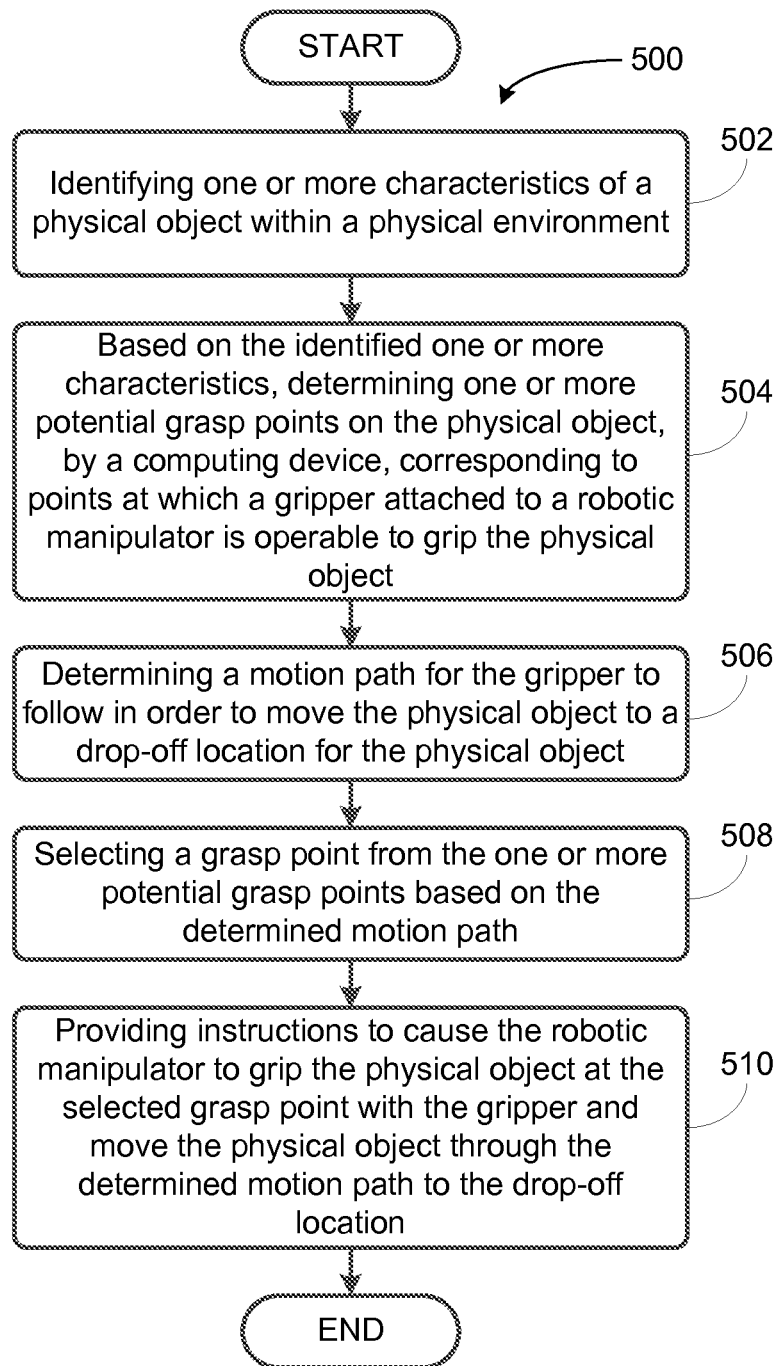 START
500
502
Identifying one or more characteristics of a
physical object within a physical environment
Based on the identified one or more
characteristics, determining one or more
potential grasp points on the physical object,
by a computing device, corresponding to
points at which a gripper attached to a robotic
manipulator is operable to grip the physical
object
504
Determining a motion path for the gripper to
follow in order to move the physical object to a
drop-off location for the physical object
506
Selecting a grasp point from the one or more
potential grasp points based on the
determined motion path
508
Providing instructions to cause the robotic
manipulator to grip the physical object at the
selected grasp point with the gripper and
move the physical object through the
determined motion path to the drop-off
location
510
END